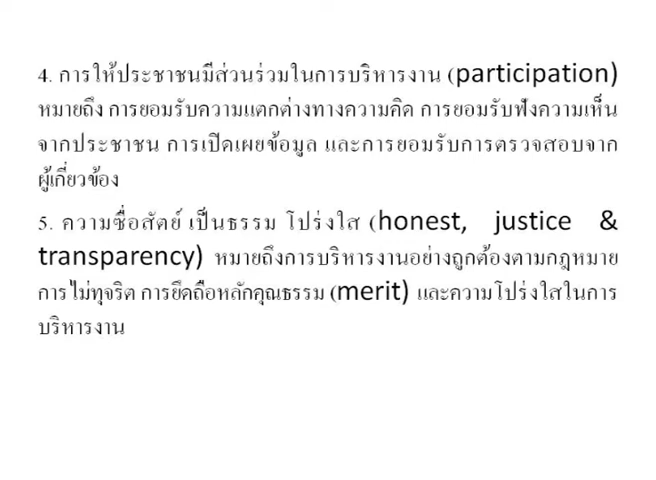 4. การให้ประชาชนมีส่วนร่วมในการบริหารงาน (participation)
หมายถึง การยอมรับความแตกต่างทางความคิด การยอมรับฟังความเห็น
จากประชาชน การเปิดเผยข้อมูล และการยอมรับการตรวจสอบจาก
ผู้เกี่ยวข้อง
5. ความซื่อสัตย์ เป็นธรรม โปร่งใส (honest, justice &
transparency) หมายถึงการบริหารงานอย่างถูกต้องตามกฎหมาย
การไม่ทุจริต การยึดถือหลักคุณธรรม (merit) และความโปร่งใสในการ
บริหารงาน